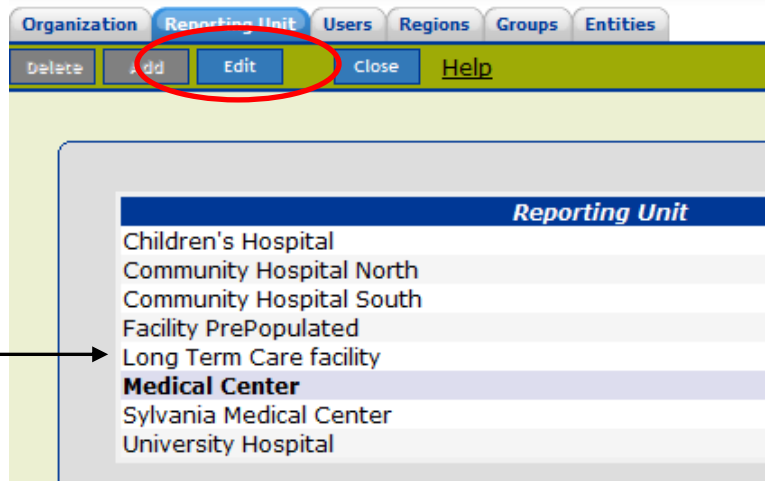 Organization Reporting Unit Users Regions Groups Entities
Delete Add Edit Close Help
Reporting Unit
Children's Hospital
Community Hospital North
Community Hospital South
Facility PrePopulated
Long Term Care facility
Medical Center
Sylvania Medical Center
University Hospital